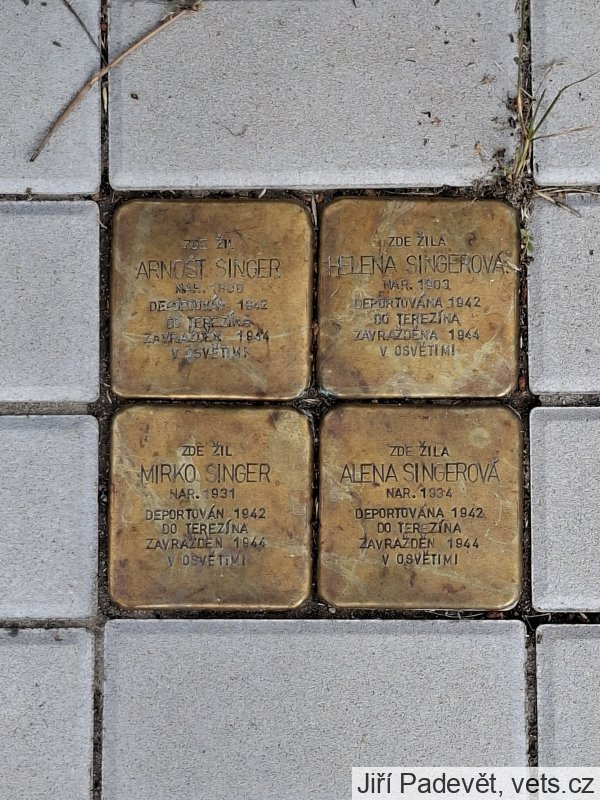 ZDE ŽIL
ARNOŠT SINGER
NAR.
DEPORTOVÁN 1942
DO TEREZÍNA
ZAVRAŽDĚN 1944
V OSVĚTIMI
ZDE ŽILA
HELENA SINGEROVÁ
NAR. 1903
DEPORTOVÁNA 1942
DO TEREZÍNA
ZAVRAŽDĚNA 1944
V OSVĚTIMI
ZDE ŽIL
MIRKO SINGER
NAR. 1931
DEPORTOVÁN 1942
DO TEREZÍNA
ZAVRAŽDĚN 1944
V OSVĚTIMI
ZDE ŽILA
ALENA SINGEROVÁ
NAR. 1934
DEPORTOVÁNA 1942
DO TEREZÍNA
ZAVRAŽDĚNA 1944
V OSVĚTIMI
Jiří Padevět, vets.cz